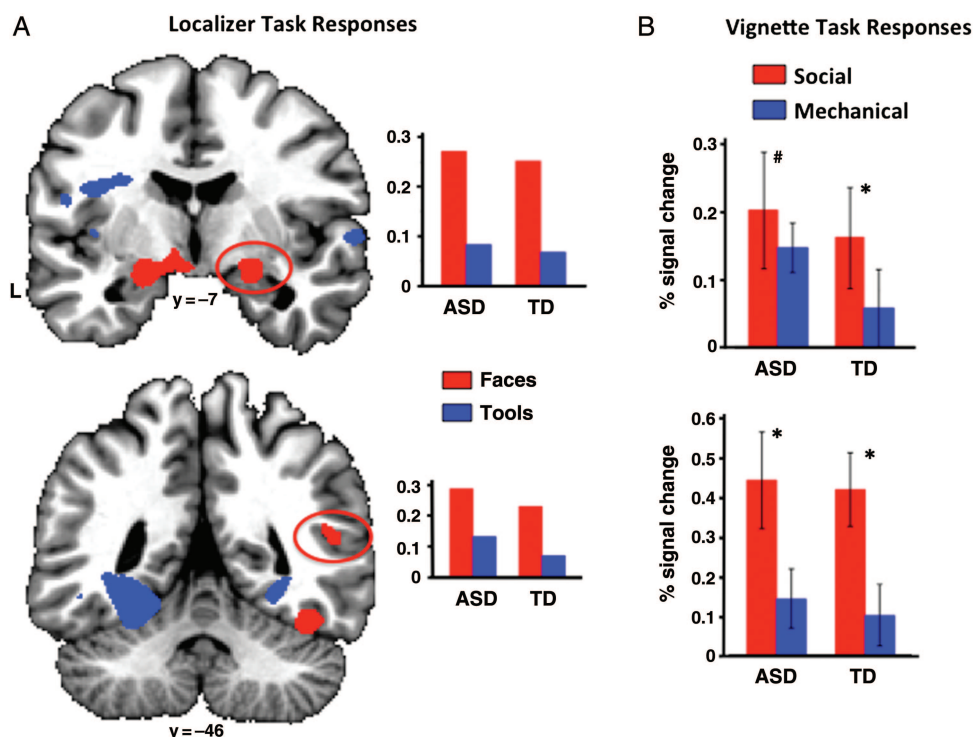 A
Localizer Task Responses
L
y = –7
0.3
0.2
0.1
0
ASD TD
Faces
Tools
0.3
0.2
0.1
0
ASD TD
y = –46
B
Vignette Task Responses
Social
Mechanical
% signal change
0.3
0.2
0.1
0
#
*
ASD TD
% signal change
0.6
0.5
0.4
0.3
0.2
0.1
0
*
*
ASD TD